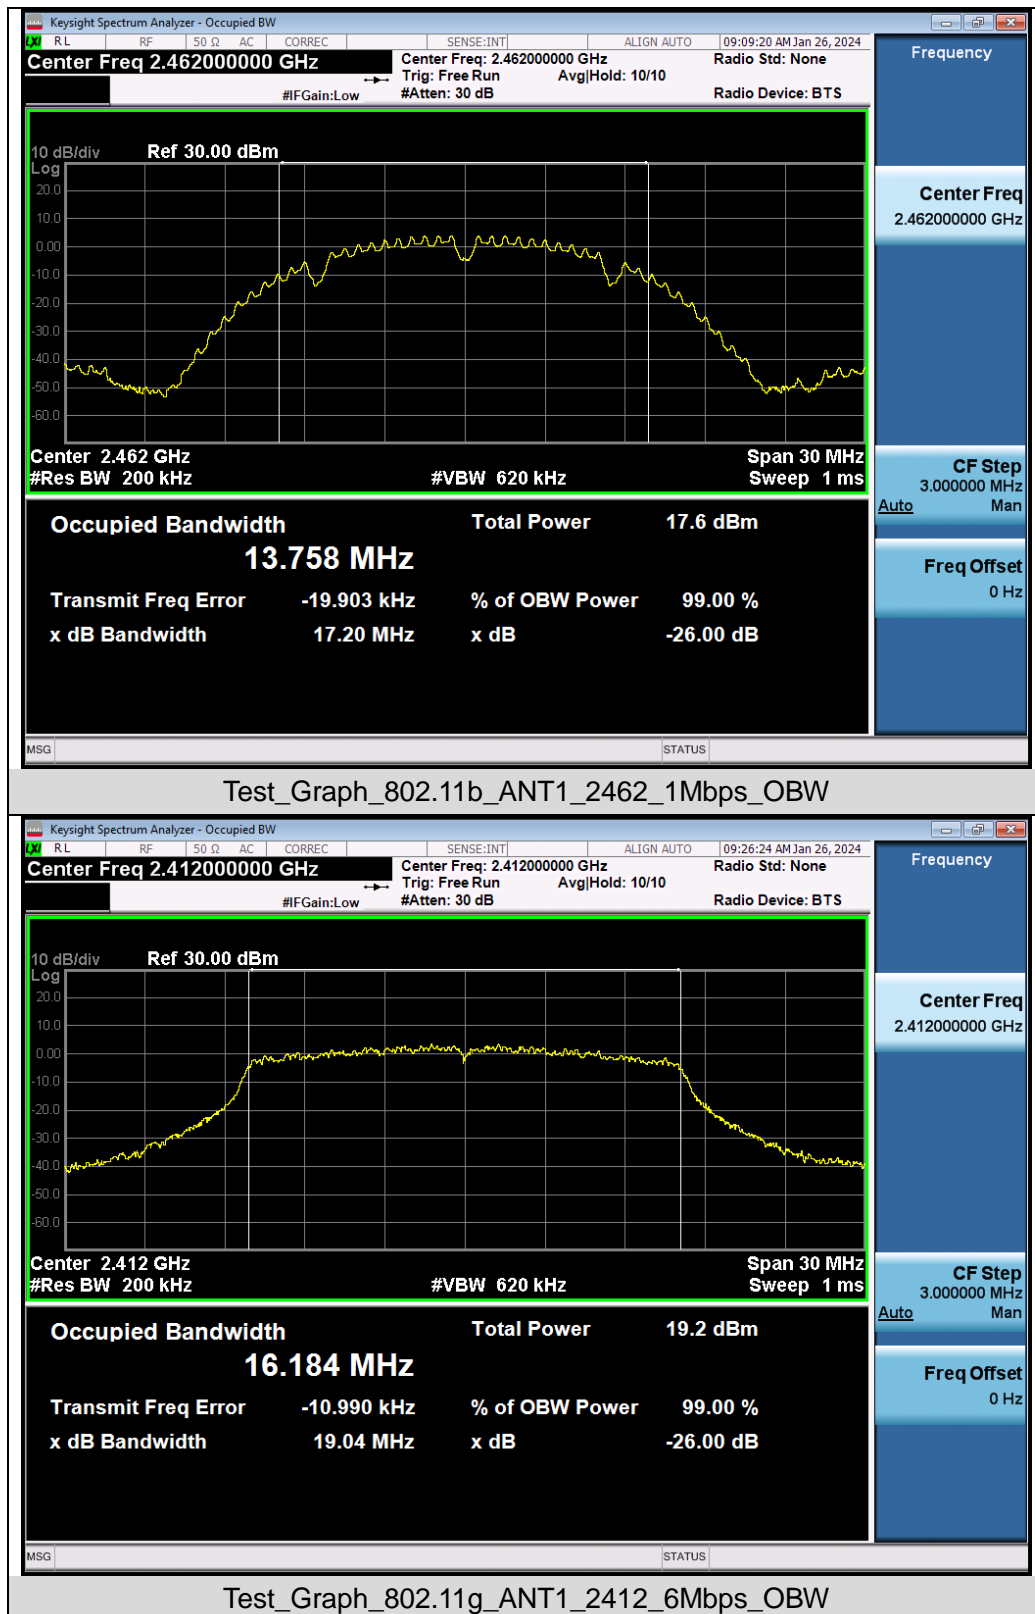 Keysight Spectrum Analyzer - Occupied BW
LXI RL RF 50 Ω AC CORREC SENSE:INT ALIGN AUTO 09:09:20 AM Jan 26, 2024
Center Freq 2.462000000 GHz
Center Freq: 2.462000000 GHz
Radio Std: None
Trig: Free Run Avg|Hold: 10/10
#IFGain:Low
#Atten: 30 dB
Radio Device: BTS
Frequency
10 dB/div Ref 30.00 dBm
Log
20.0
10.0
0.00
-10.0
-20.0
-30.0
-40.0
-50.0
-60.0
Center 2.462 GHz
Span 30 MHz
#Res BW 200 kHz
#VBW 620 kHz
Sweep 1 ms
Center Freq
2.462000000 GHz
CF Step
3.000000 MHz
Auto Man
Freq Offset
0 Hz
Occupied Bandwidth
13.758 MHz
Total Power 17.6 dBm
Transmit Freq Error -19.903 kHz
% of OBW Power 99.00 %
x dB Bandwidth 17.20 MHz
x dB -26.00 dB
MSG STATUS
Test_Graph_802.11b_ANT1_2462_1Mbps_OBW
Keysight Spectrum Analyzer - Occupied BW
LXI RL RF 50 Ω AC CORREC SENSE:INT ALIGN AUTO 09:26:24 AM Jan 26, 2024
Center Freq 2.412000000 GHz
Center Freq: 2.412000000 GHz
Radio Std: None
Trig: Free Run Avg|Hold: 10/10
#IFGain:Low
#Atten: 30 dB
Radio Device: BTS
Frequency
10 dB/div Ref 30.00 dBm
Log
20.0
10.0
0.00
-10.0
-20.0
-30.0
-40.0
-50.0
-60.0
Center 2.412 GHz
Span 30 MHz
#Res BW 200 kHz
#VBW 620 kHz
Sweep 1 ms
Center Freq
2.412000000 GHz
CF Step
3.000000 MHz
Auto Man
Freq Offset
0 Hz
Occupied Bandwidth
16.184 MHz
Total Power 19.2 dBm
Transmit Freq Error -10.990 kHz
% of OBW Power 99.00 %
x dB Bandwidth 19.04 MHz
x dB -26.00 dB
MSG STATUS
Test_Graph_802.11g_ANT1_2412_6Mbps_OBW